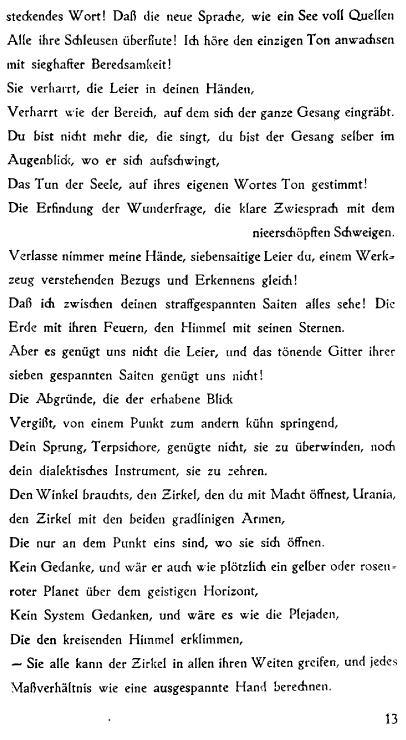 steckendes Wort! Daß die neue Sprache, wie ein See voll Quellen
Alle ihre Schleusen überflute! Ich höre den einzigen Ton anwachsen
mit sieghafter Beredsamkeit!
Sie verharrt, die Leier in deinen Händen,
Verharrt wie der Bereich, auf dem sich der ganze Gesang eingräbt.
Du bist nicht mehr die, die singt, du bist der Gesang selber im
Augenblick, wo er sich aufschwingt,
Das Tun der Seele, auf ihres eigenen Wortes Ton gestimmt!
Die Erfindung der Wunderfrage, die klare Zwiesprach mit dem
nieerschöpften Schweigen.
Verlasse nimmer meine Hände, siebensaitige Leier du, einem Werk-
zeug verstehenden Bezugs und Erkennens gleich!
Daß ich zwischen deinen straffgespannten Saiten alles sehe! Die
Erde mit ihren Feuern, den Himmel mit seinen Sternen.
Aber es genügt uns nicht die Leier, und das tönende Gitter ihrer
sieben gespannten Saiten genügt uns nicht!
Die Abgründe, die der erhabene Blick
Vergißt, von einem Punkt zum andern kühn springend,
Dein Sprung, Terpsichore, genügte nicht, sie zu überwinden, noch
dein dialektisches Instrument, sie zu zehren.
Den Winkel brauchts, den Zirkel, den du mit Macht öffnest, Urania,
den Zirkel mit den beiden gradlinigen Armen,
Die nur an dem Punkt eins sind, wo sie sich öffnen.
Kein Gedanke, und wär er auch wie plötzlich ein gelber oder rosen-
roter Planet über dem geistigen Horizont,
Kein System Gedanken, und wäre es wie die Plejaden,
Die den kreisenden Himmel erklimmen,
– Sie alle kann der Zirkel in allen ihren Weiten greifen, und jedes
Maßverhältnis wie eine ausgespannte Hand berechnen.
13